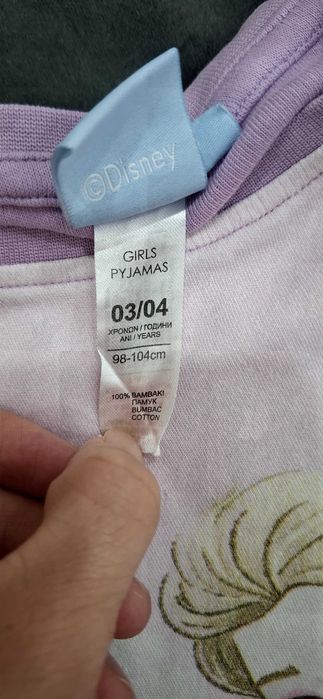 ©Disney
GIRLS
PYJAMAS
03/04
ΧΡΟΝΩΝ / ГОДИНИ
ANI / YEARS
98-104cm
100% ΒΑΜΒΑΚΙ
ПАМУК
BUMBAC
COTTON